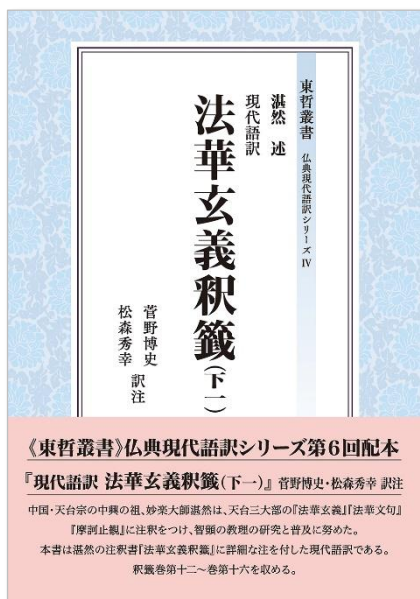 東哲叢書 仏典現代語訳シリーズ Ⅳ
湛然 述
現代語訳
法華玄義釈籤(下一)
菅野博史
松森秀幸 訳注
《東哲叢書》仏典現代語訳シリーズ第6回配本
『現代語訳 法華玄義釈籤(下一)』 菅野博史・松森秀幸 訳注
中国・天台宗の中興の祖、妙楽大師湛然は、天台三大部の『法華玄義』『法華文句』
『摩訶止観』に注釈をつけ、智顗の教理の研究と普及に努めた。
本書は湛然の注釈書『法華玄義釈籤』に詳細な注を付した現代語訳である。
釈籤巻第十二～巻第十六を収める。